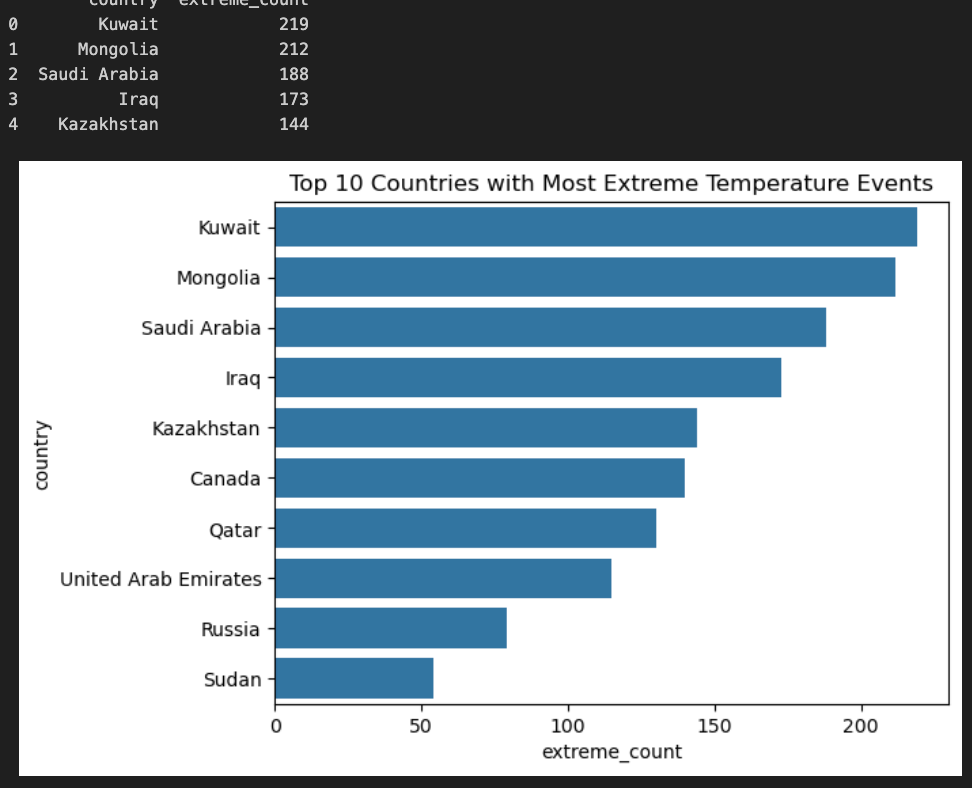 country extreme_count
0 Kuwait 219
1 Mongolia 212
2 Saudi Arabia 188
3 Iraq 173
4 Kazakhstan 144
Top 10 Countries with Most Extreme Temperature Events
Kuwait
Mongolia
Saudi Arabia
Iraq
Kazakhstan
Canada
Qatar
United Arab Emirates
Russia
Sudan
country
0 50 100 150 200
extreme_count